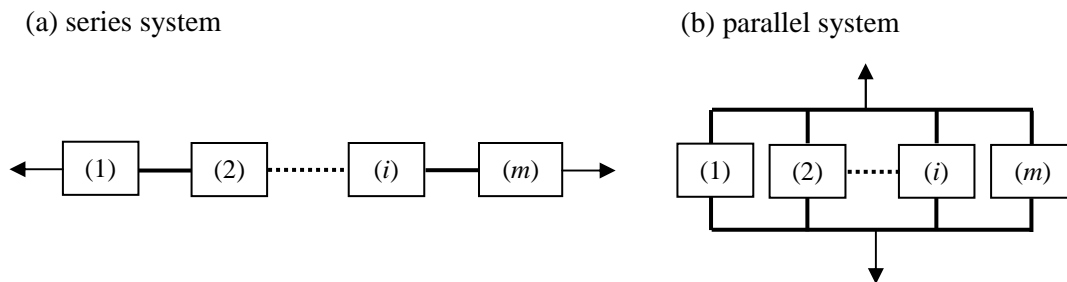 (a) series system
(1) (2) (i) (m)
(b) parallel system
(1) (2) (i) (m)